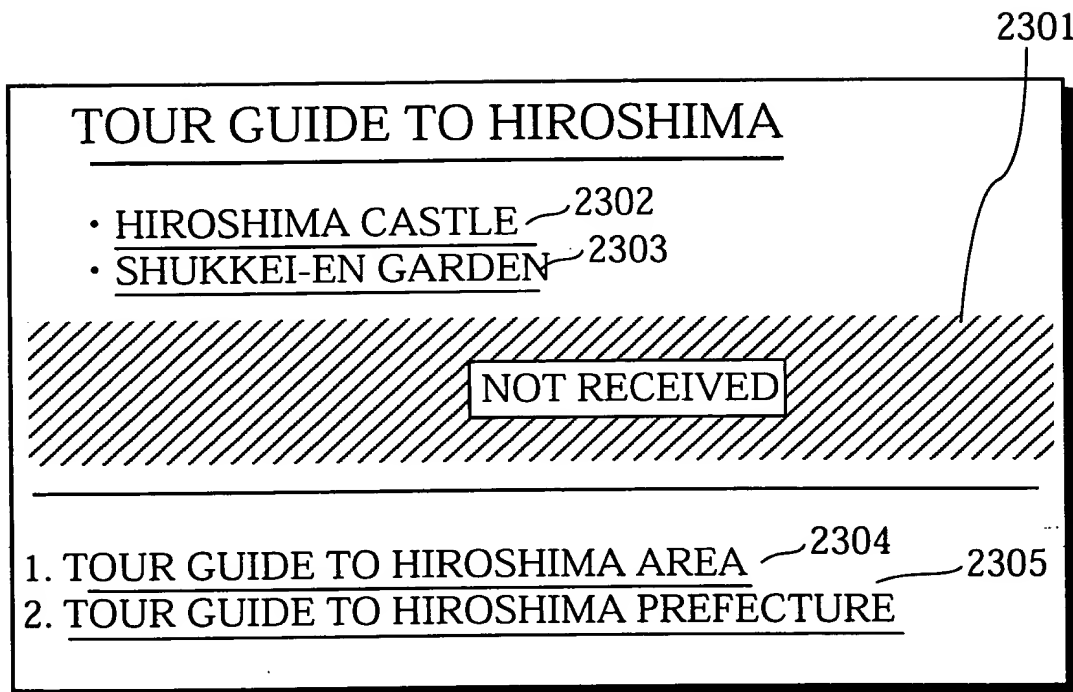 2301
TOUR GUIDE TO HIROSHIMA
· HIROSHIMA CASTLE 2302
· SHUKKEI-EN GARDEN 2303
NOT RECEIVED
1. TOUR GUIDE TO HIROSHIMA AREA 2304
2. TOUR GUIDE TO HIROSHIMA PREFECTURE 2305